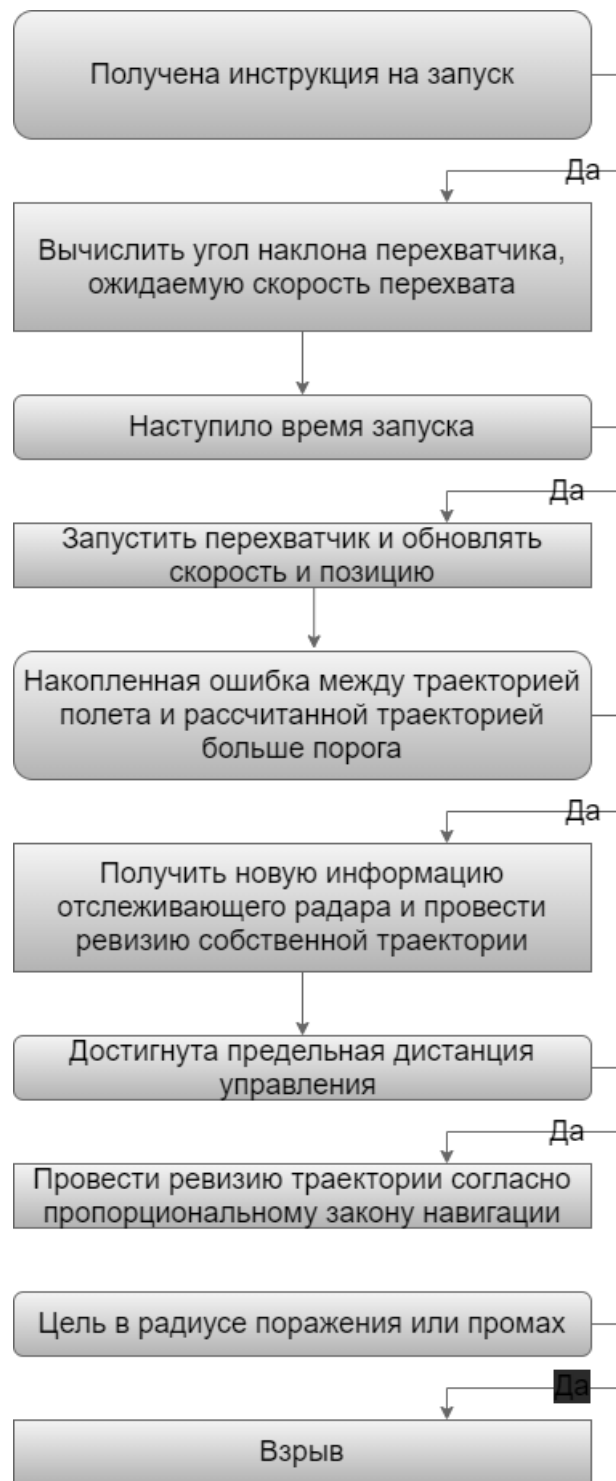 Получена инструкция на запуск
Да
Вычислить угол наклона перехватчика,
ожидаемую скорость перехвата
Наступило время запуска
Да
Запустить перехватчик и обновлять
скорость и позицию
Накопленная ошибка между траекторией
полета и рассчитанной траекторией
больше порога
Да
Получить новую информацию
отслеживающего радара и провести
ревизию собственной траектории
Достигнута предельная дистанция
управления
Да
Провести ревизию траектории согласно
пропорциональному закону навигации
Цель в радиусе поражения или промах
Да
Взрыв